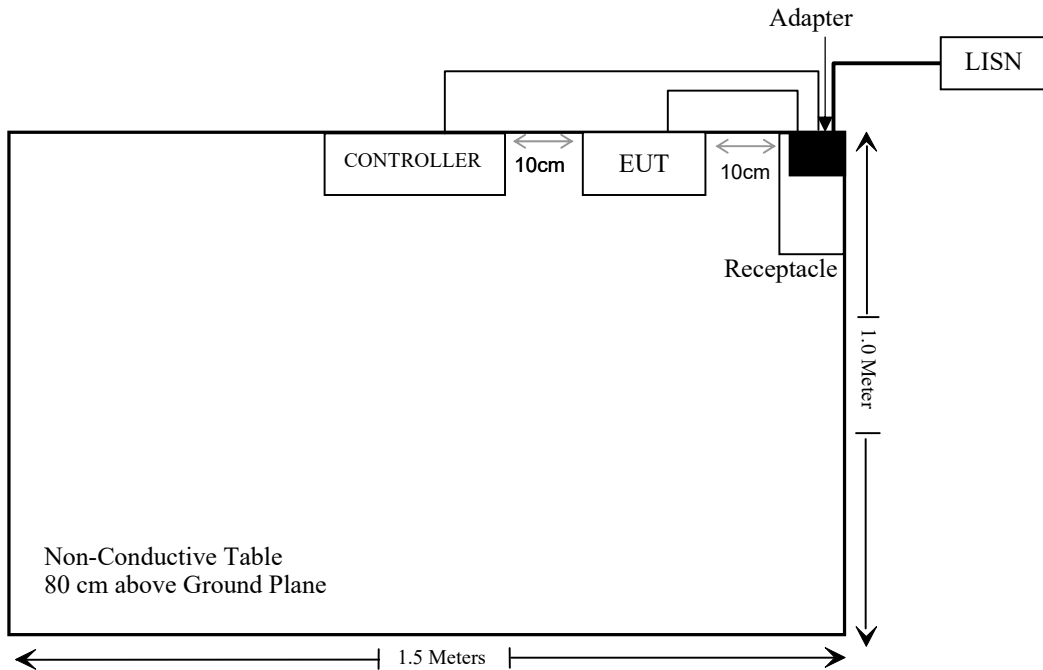 Adapter
LISN
CONTROLLER
10cm
EUT
10cm
Receptacle
1.0 Meter
Non-Conductive Table
80 cm above Ground Plane
1.5 Meters